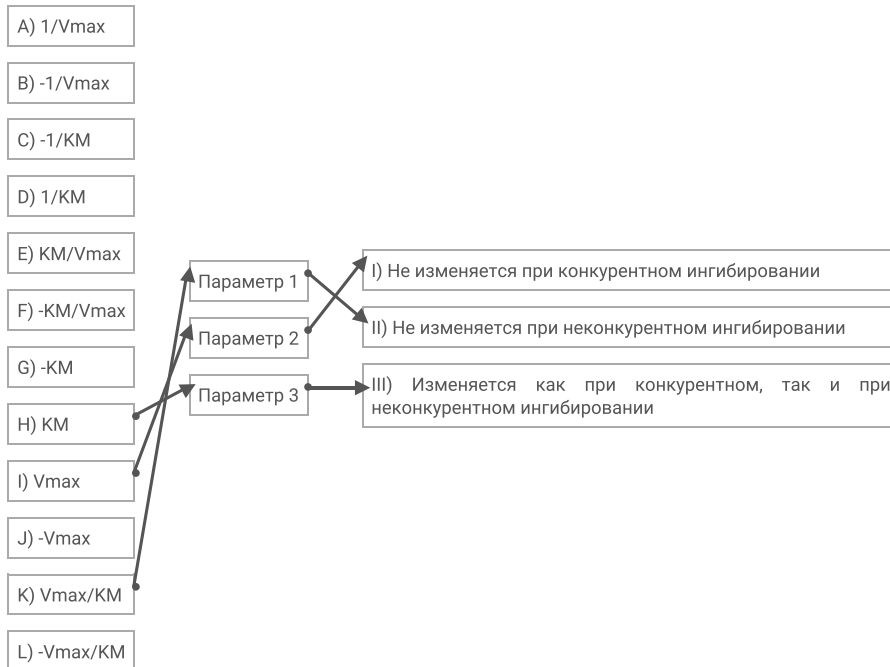 A) 1/Vmax
B) -1/Vmax
C) -1/KM
D) 1/KM
E) KM/Vmax
F) -KM/Vmax
G) -KM
H) KM
I) Vmax
J) -Vmax
K) Vmax/KM
L) -Vmax/KM
Параметр 1
Параметр 2
Параметр 3
I) Не изменяется при конкурентном ингибировании
II) Не изменяется при неконкурентном ингибировании
III) Изменяется как при конкурентном, так и при
неконкурентном ингибировании